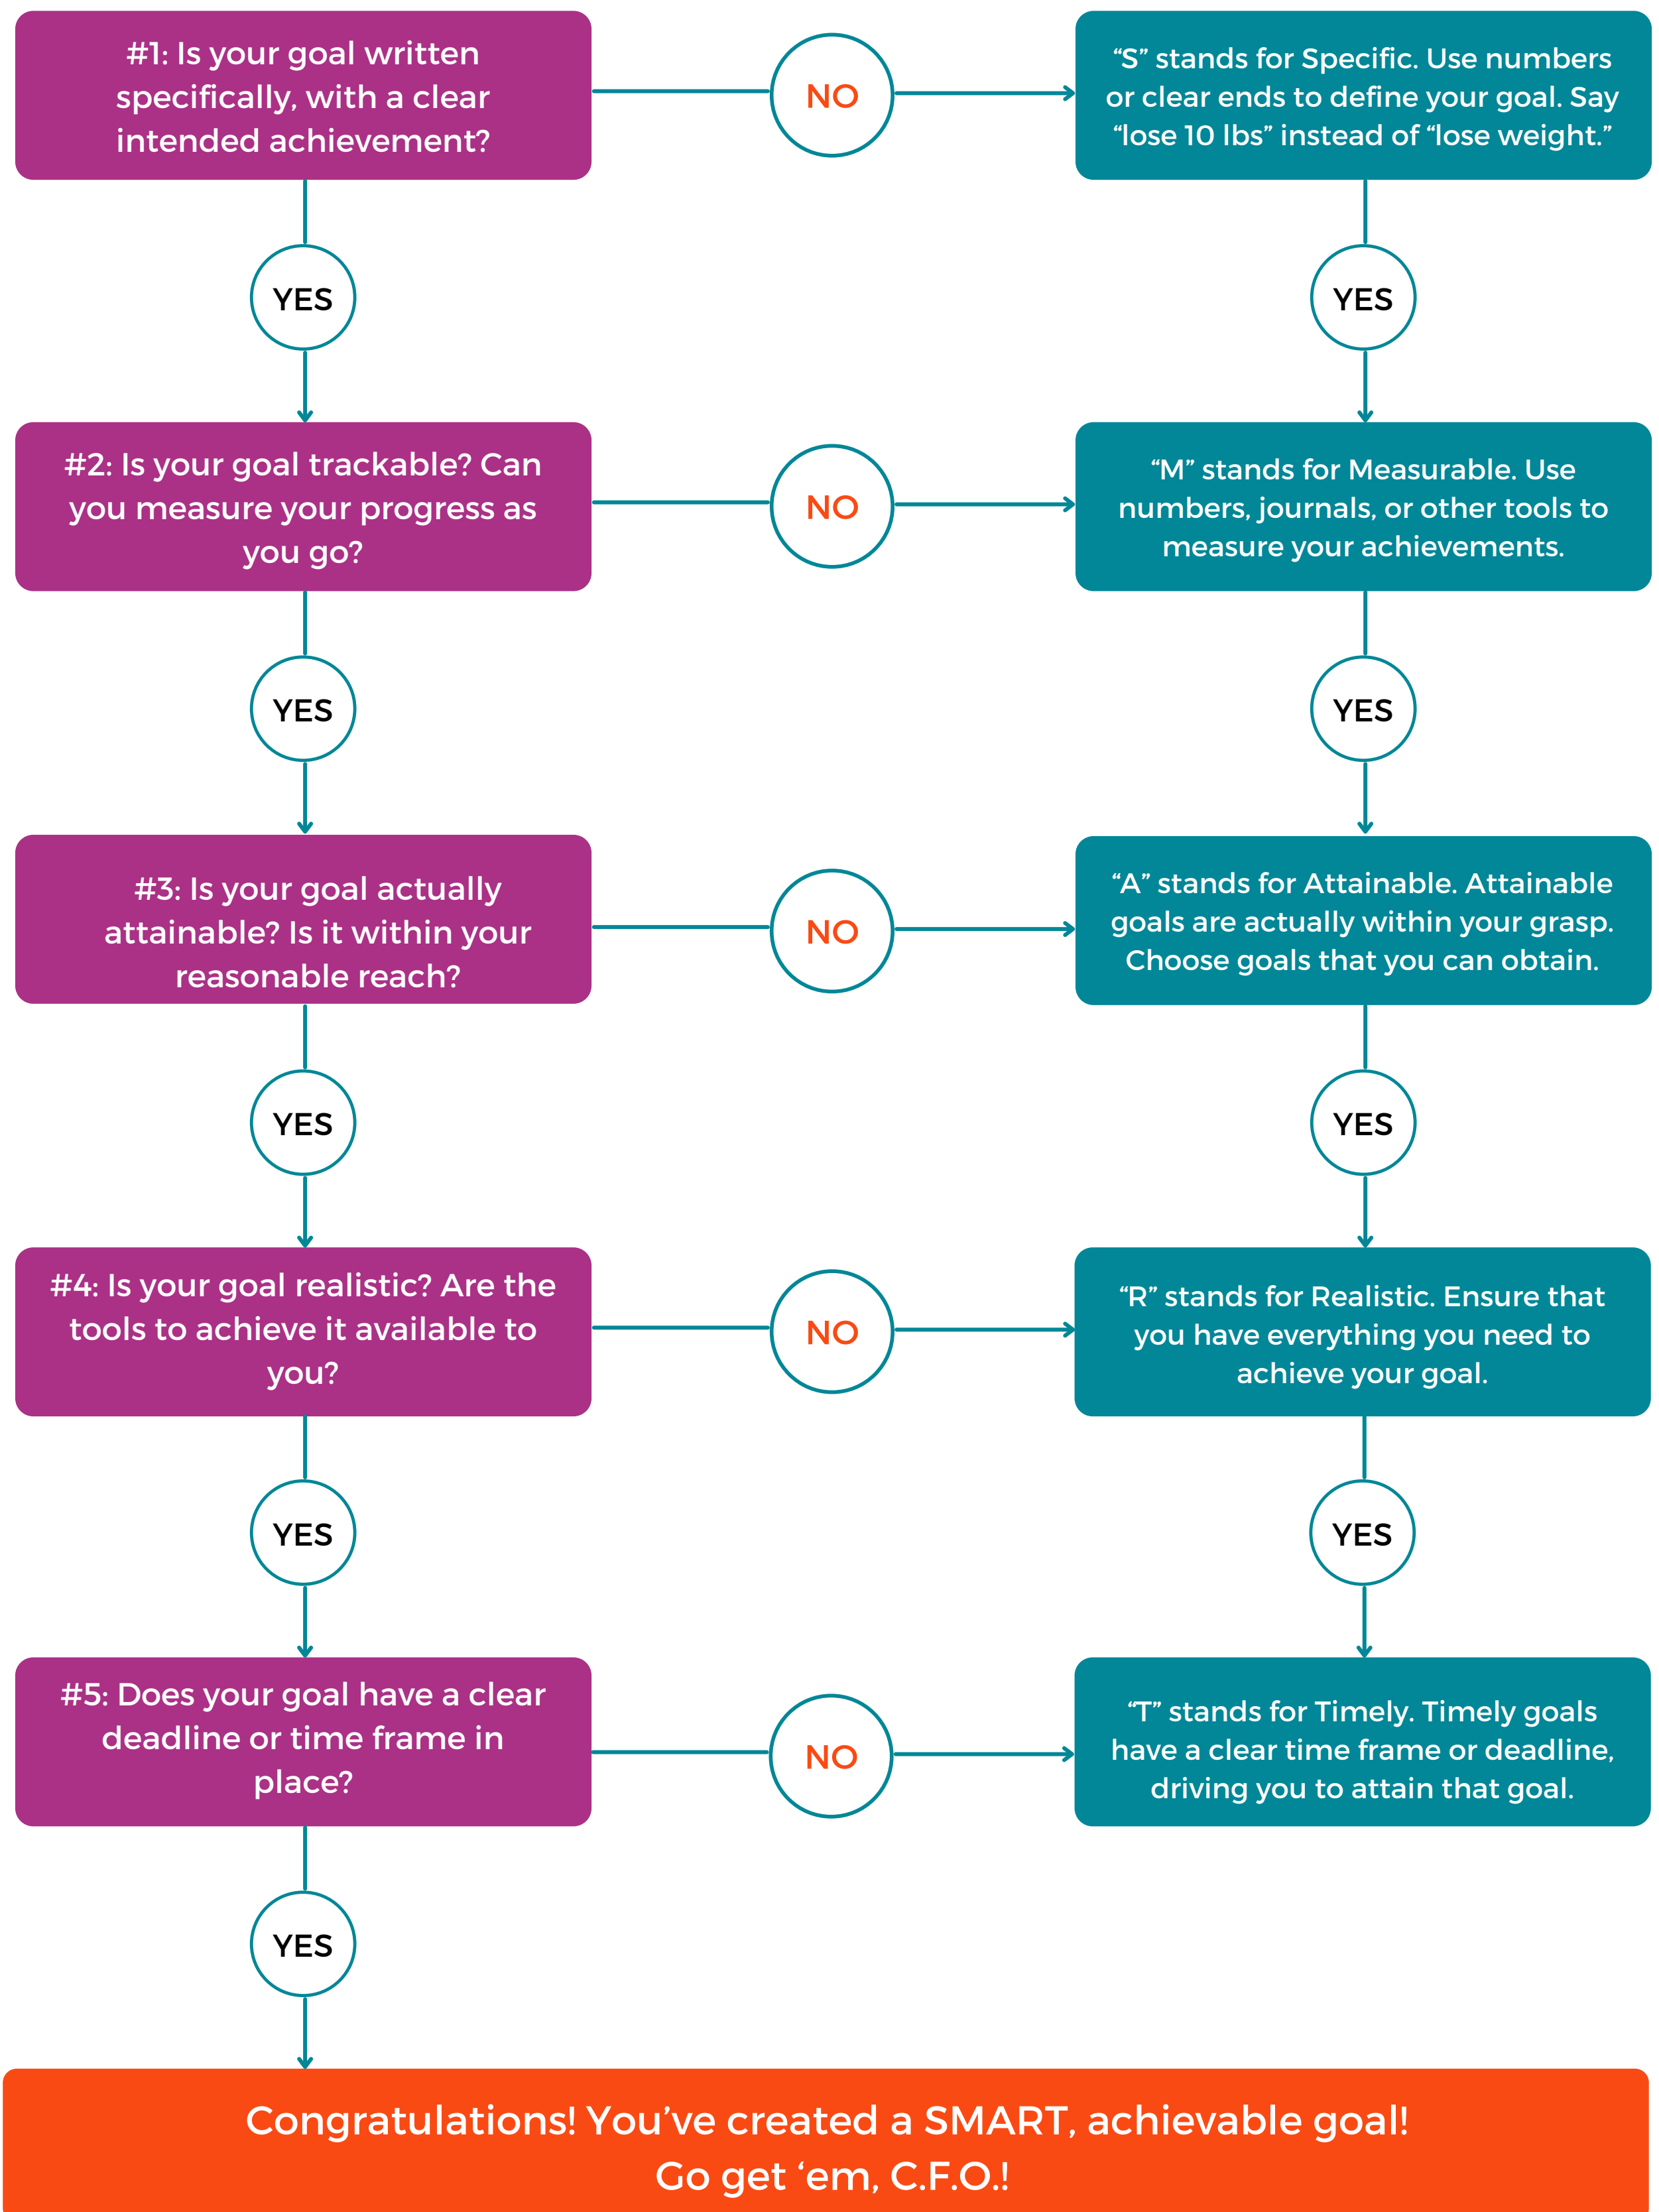 #1: Is your goal written
specifically, with a clear
intended achievement?
NO
“S” stands for Specific. Use numbers
or clear ends to define your goal. Say
“lose 10 lbs” instead of “lose weight.”
YES
YES
#2: Is your goal trackable? Can
you measure your progress as
you go?
NO
“M” stands for Measurable. Use
numbers, journals, or other tools to
measure your achievements.
YES
YES
#3: Is your goal actually
attainable? Is it within your
reasonable reach?
NO
“A” stands for Attainable. Attainable
goals are actually within your grasp.
Choose goals that you can obtain.
YES
YES
#4: Is your goal realistic? Are the
tools to achieve it available to
you?
NO
“R” stands for Realistic. Ensure that
you have everything you need to
achieve your goal.
YES
YES
#5: Does your goal have a clear
deadline or time frame in
place?
NO
“T” stands for Timely. Timely goals
have a clear time frame or deadline,
driving you to attain that goal.
YES
Congratulations! You’ve created a SMART, achievable goal!
Go get ‘em, C.F.O.!